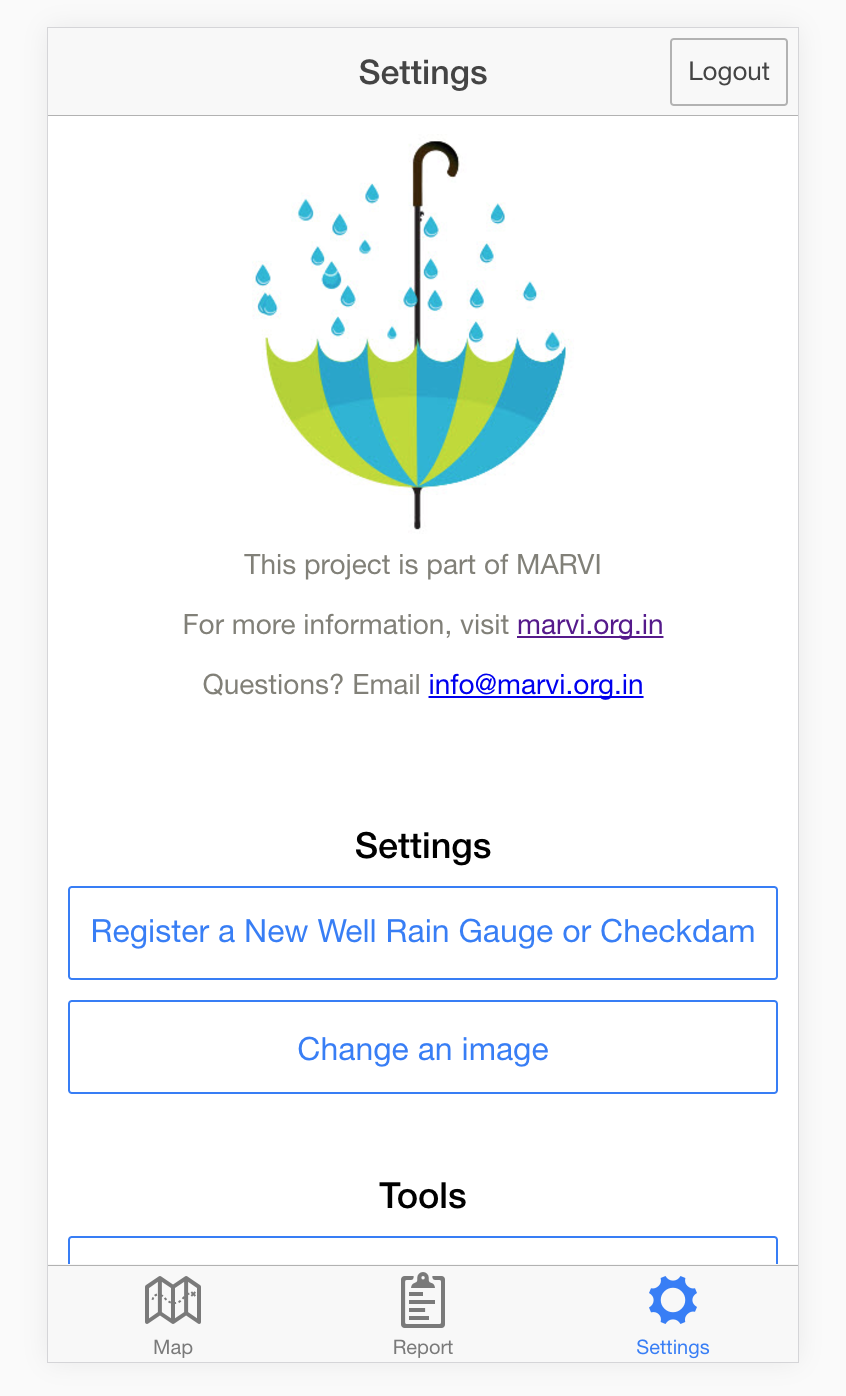 Settings
Logout
This project is part of MARVI
For more information, visit marvi.org.in
Questions? Email info@marvi.org.in
Settings
Register a New Well Rain Gauge or Checkdam
Change an image
Tools
Map
Report
Settings